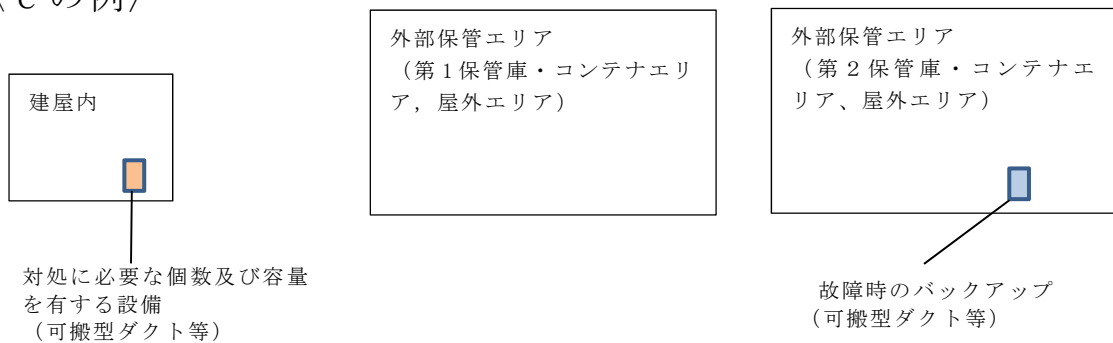 (cの例)
建屋内
外部保管エリア
(第1保管庫・コンテナエリ
ア,屋外エリア)
外部保管エリア
(第2保管庫・コンテナエ
リア、屋外エリア)
対処に必要な個数及び容量
を有する設備
(可搬型ダクト等)
故障時のバックアップ
(可搬型ダクト等)